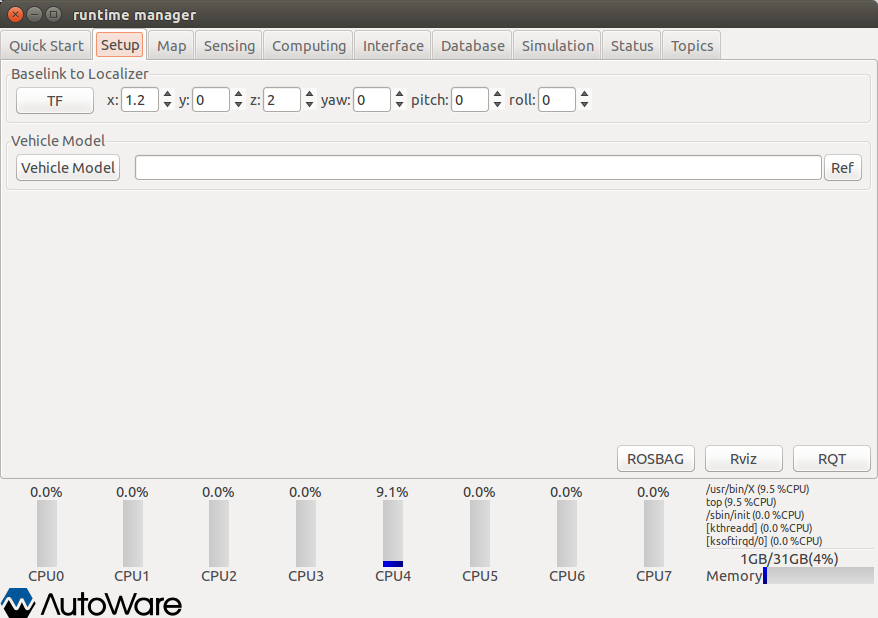 runtime manager
Quick Start Setup Map Sensing Computing Interface Database Simulation Status Topics
Baselink to Localizer
TF x: 1.2 y: 0 z: 2 yaw: 0 pitch: 0 roll: 0
Vehicle Model
Vehicle Model Ref
ROSBAG Rviz RQT
0.0% 0.0% 0.0% 0.0% 9.1% 0.0% 0.0% 0.0%
CPU0 CPU1 CPU2 CPU3 CPU4 CPU5 CPU6 CPU7
/usr/bin/X (9.5 %CPU)
top (9.5 %CPU)
/sbin/init (0.0 %CPU)
[kthreadd] (0.0 %CPU)
[ksoftirqd/0] (0.0 %CPU)
1GB/31GB(4%)
Memory
AutoWare